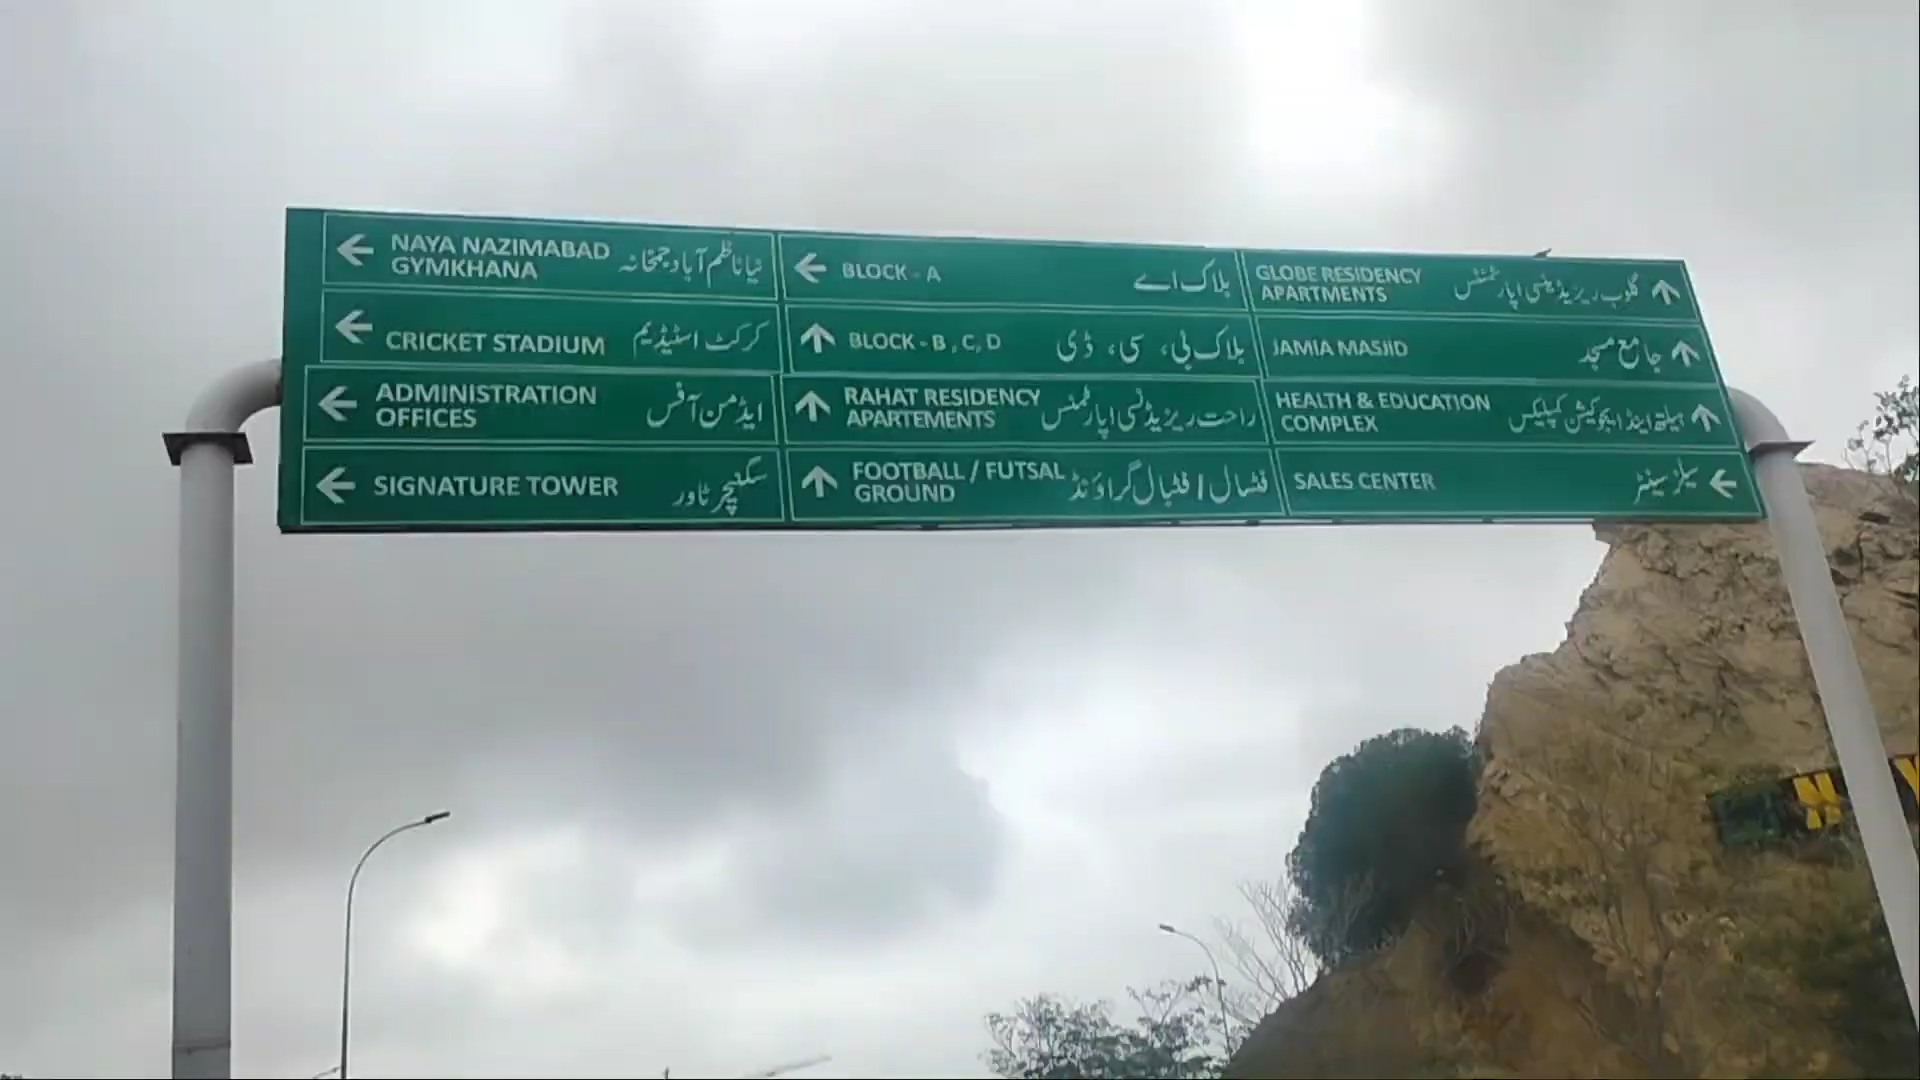 NAYA NAZIMABAD
GYMKHANA
نیا ناظم آباد جمخانہ
CRICKET STADIUM
کرکٹ اسٹیڈیم
ADMINISTRATION
OFFICES
ایڈمن آفس
SIGNATURE TOWER
سگنیچر ٹاور
BLOCK - A
بلاک اے
BLOCK - B , C, D
بلاک بی، سی، ڈی
RAHAT RESIDENCY
APARTEMENTS
راحت ریزیڈنسی اپارٹمنٹس
FOOTBALL / FUTSAL
GROUND
فٹسال / فٹبال گراؤنڈ
GLOBE RESIDENCY
APARTMENTS
گلوب ریزیڈینسی اپارٹمنٹس
JAMIA MASJID
جامع مسجد
HEALTH & EDUCATION
COMPLEX
ہیلتھ اینڈ ایجوکیشن کمپلیکس
SALES CENTER
سیلز سینٹر